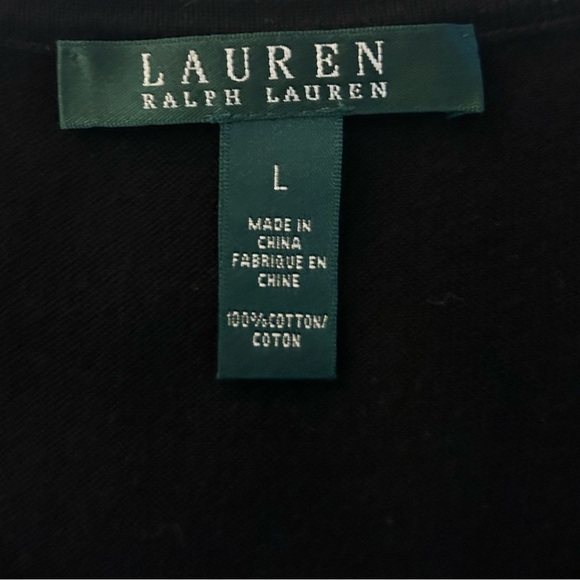 LAUREN
RALPH LAUREN
L
MADE IN
CHINA
FABRIQUE EN
CHINE
100%COTTON/
COTON